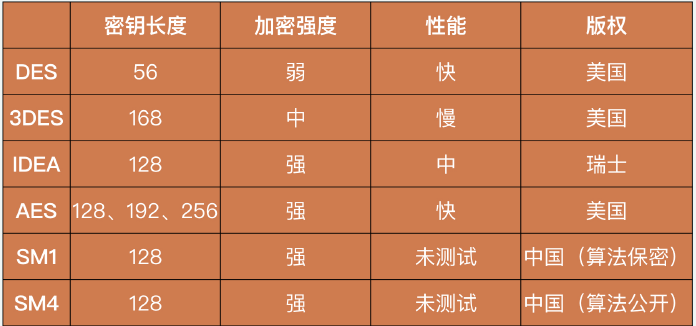 密钥长度 加密强度 性能 版权
DES 56 弱 快 美国
3DES 168 中 慢 美国
IDEA 128 强 中 瑞士
AES 128、192、256 强 快 美国
SM1 128 强 未测试 中国（算法保密）
SM4 128 强 未测试 中国（算法公开）